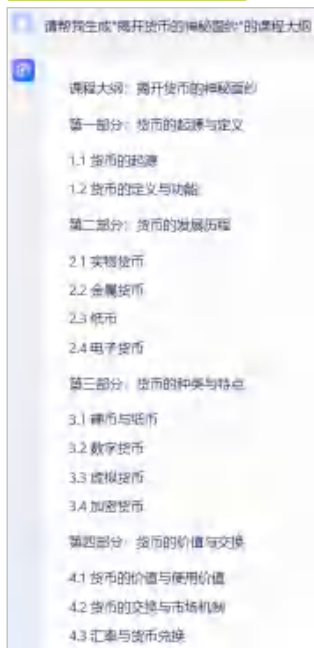 请帮我生成"揭开货币的神秘面纱"的课程大纲
课程大纲：揭开货币的神秘面纱
第一部分：货币的起源与定义
1.1 货币的起源
1.2 货币的定义与功能
第二部分：货币的发展历程
2.1 实物货币
2.2 金属货币
2.3 纸币
2.4 电子货币
第三部分：货币的种类与特点
3.1 硬币与纸币
3.2 数字货币
3.3 虚拟货币
3.4 加密货币
第四部分：货币的价值与交换
4.1 货币的价值与使用价值
4.2 货币的交换与市场机制
4.3 汇率与货币兑换